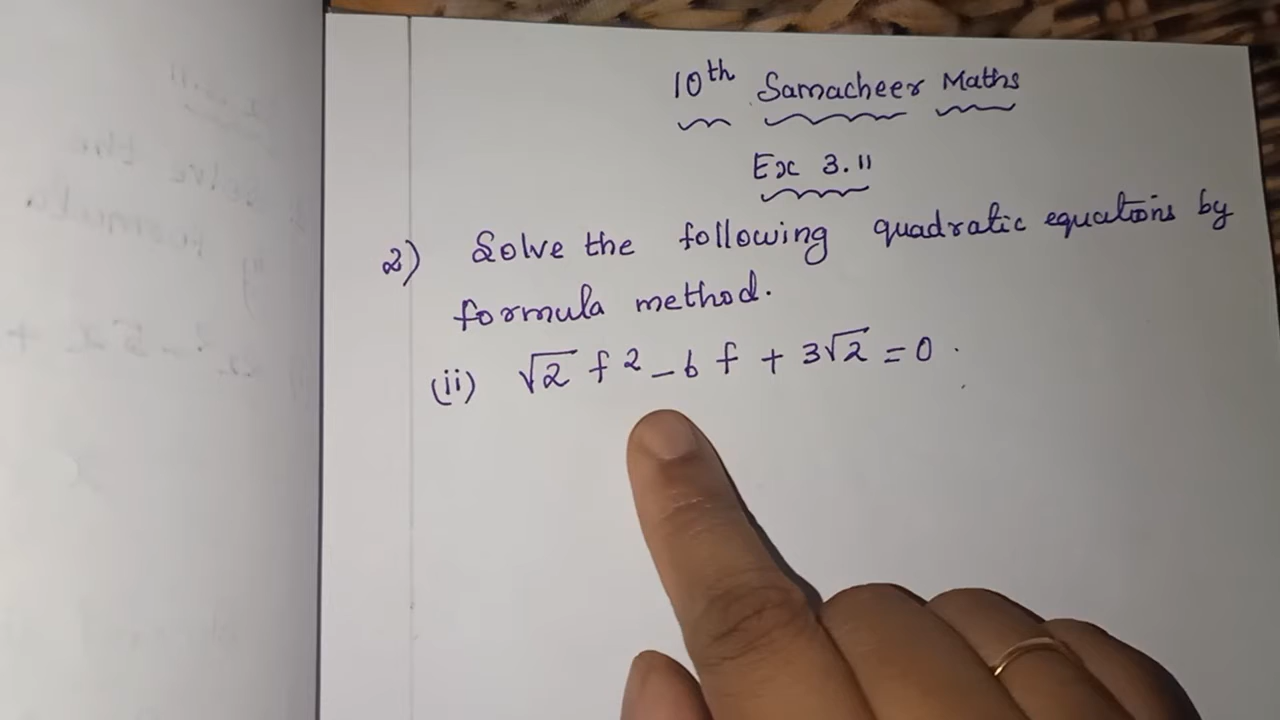 10th Samacheer Maths
Ex 3.11
2) Solve the following quadratic equations by
formula method.
(ii) √2 f 2 - 6 f + 3√2 = 0.